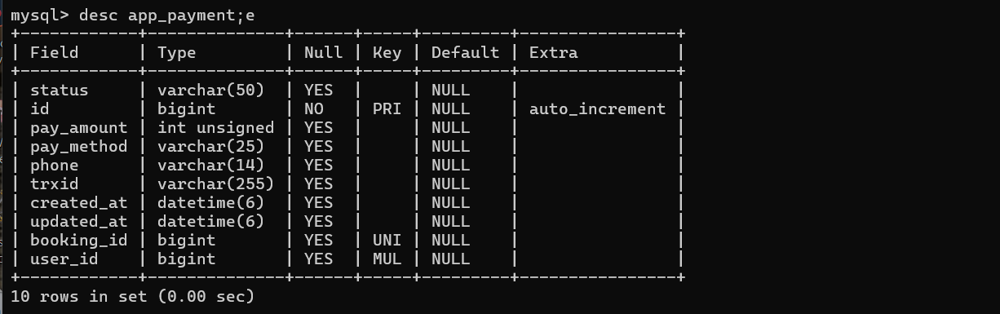 mysql> desc app_payment;e
+------------+--------------+------+-----+---------+----------------+
| Field      | Type         | Null | Key | Default | Extra          |
+------------+--------------+------+-----+---------+----------------+
| status     | varchar(50)  | YES  |     | NULL    |                |
| id         | bigint       | NO   | PRI | NULL    | auto_increment |
| pay_amount | int unsigned | YES  |     | NULL    |                |
| pay_method | varchar(25)  | YES  |     | NULL    |                |
| phone      | varchar(14)  | YES  |     | NULL    |                |
| trxid      | varchar(255) | YES  |     | NULL    |                |
| created_at | datetime(6)  | YES  |     | NULL    |                |
| updated_at | datetime(6)  | YES  |     | NULL    |                |
| booking_id | bigint       | YES  | UNI | NULL    |                |
| user_id    | bigint       | YES  | MUL | NULL    |                |
+------------+--------------+------+-----+---------+----------------+
10 rows in set (0.00 sec)